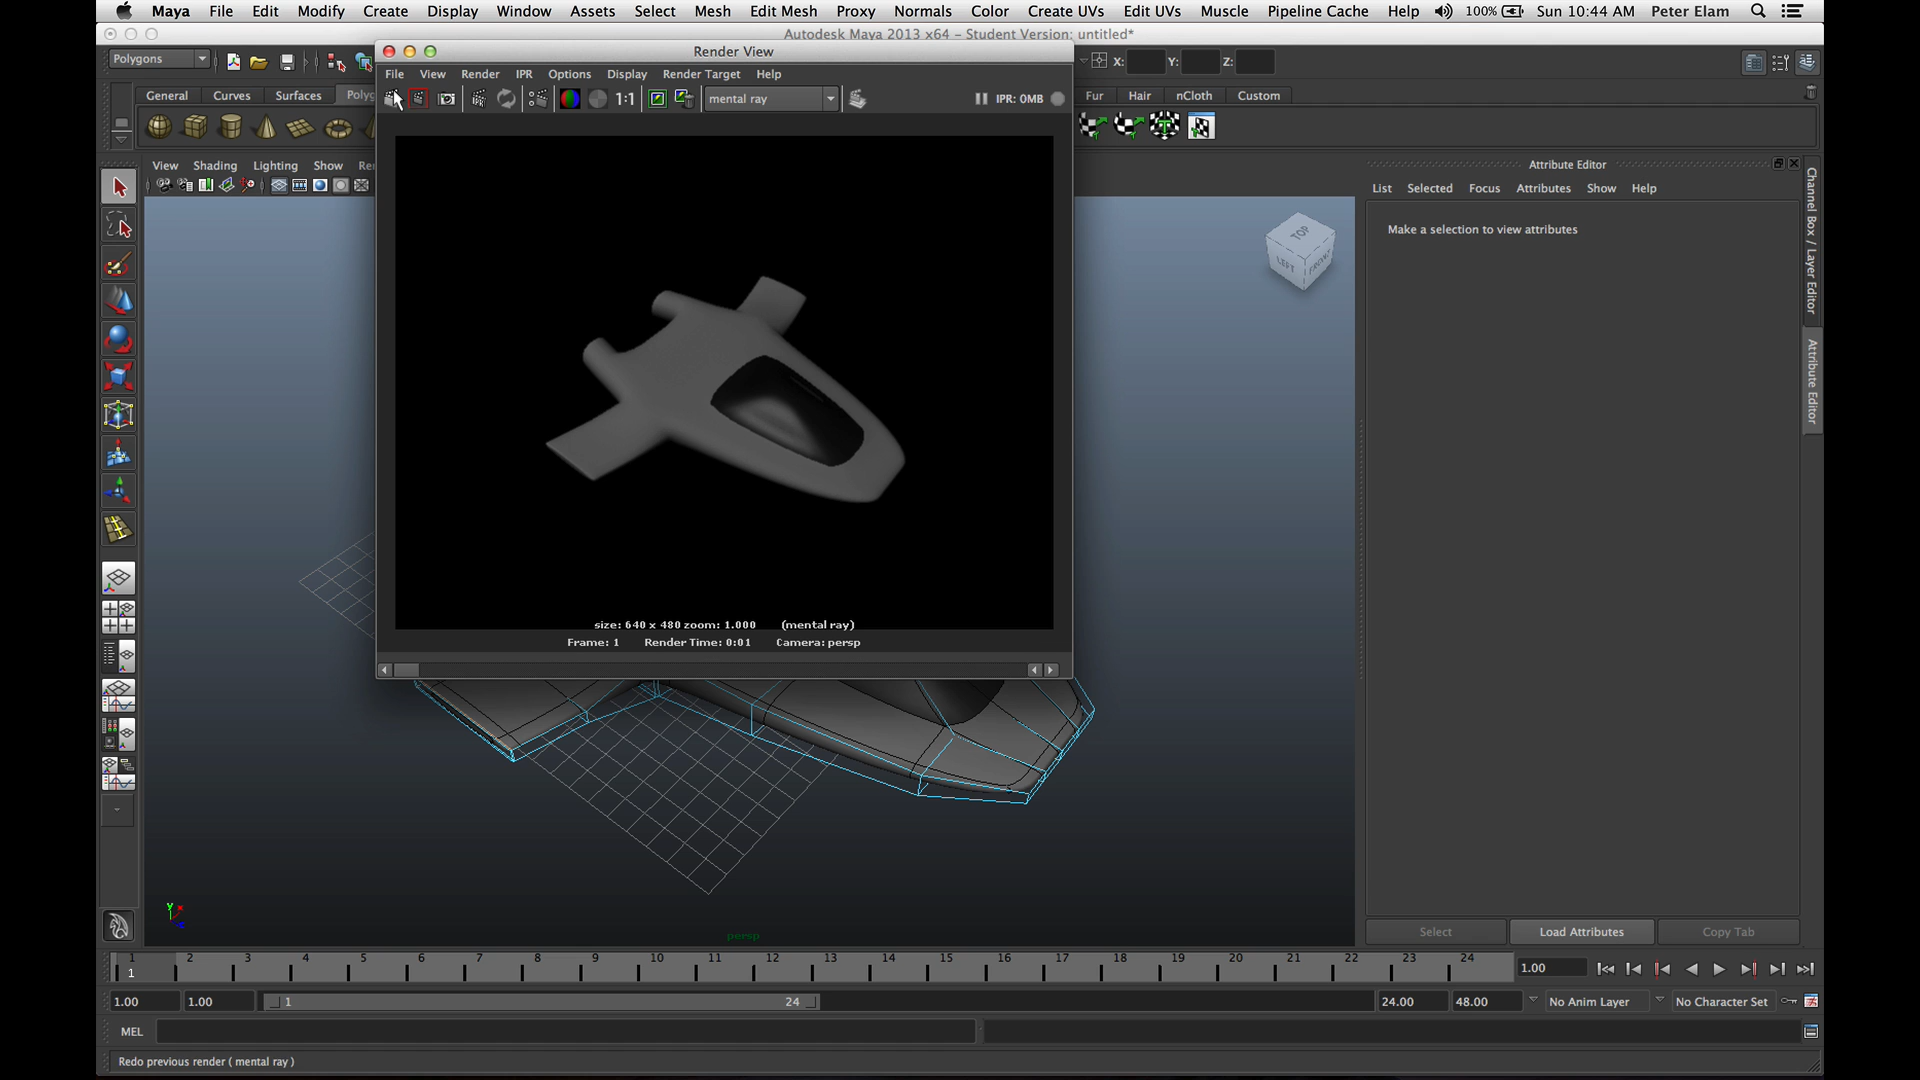 Maya File Edit Modify Create Display Window Assets Select Mesh Edit Mesh Proxy Normals Color Create UVs Edit UVs Muscle Pipeline Cache Help 100% Sun 10:44 AM Peter Elam
Autodesk Maya 2013 x64 - Student Version: untitled*
Render View
Polygons
X: Y: Z:
File View Render IPR Options Display Render Target Help
General Curves Surfaces
1:1 mental ray IPR: 0MB
Fur Hair nCloth Custom
View Shading Lighting Show
Attribute Editor
List Selected Focus Attributes Show Help
Make a selection to view attributes
TOP
LEFT FRONT
Channel Box / Layer Editor
Attribute Editor
size: 640 x 480 zoom: 1.000 (mental ray)
Frame: 1 Render Time: 0:01 Camera: persp
y x
persp
Select Load Attributes Copy Tab
1 2 3 4 5 6 7 8 9 10 11 12 13 14 15 16 17 18 19 20 21 22 23 24
1 1.00
1.00 1.00 1 24 24.00 48.00 No Anim Layer No Character Set
MEL
Redo previous render ( mental ray )